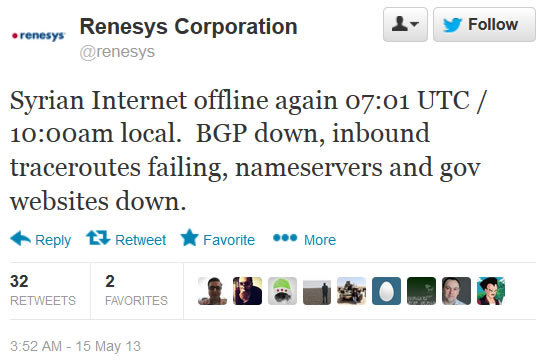 renesys
Renesys Corporation
@renesys
Follow
Syrian Internet offline again 07:01 UTC /
10:00am local.  BGP down, inbound
traceroutes failing, nameservers and gov
websites down.
Reply Retweet Favorite More
32
RETWEETS
2
FAVORITES
3:52 AM - 15 May 13